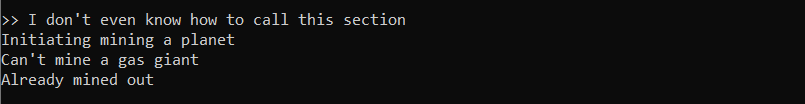 >> I don't even know how to call this section
Initiating mining a planet
Can't mine a gas giant
Already mined out